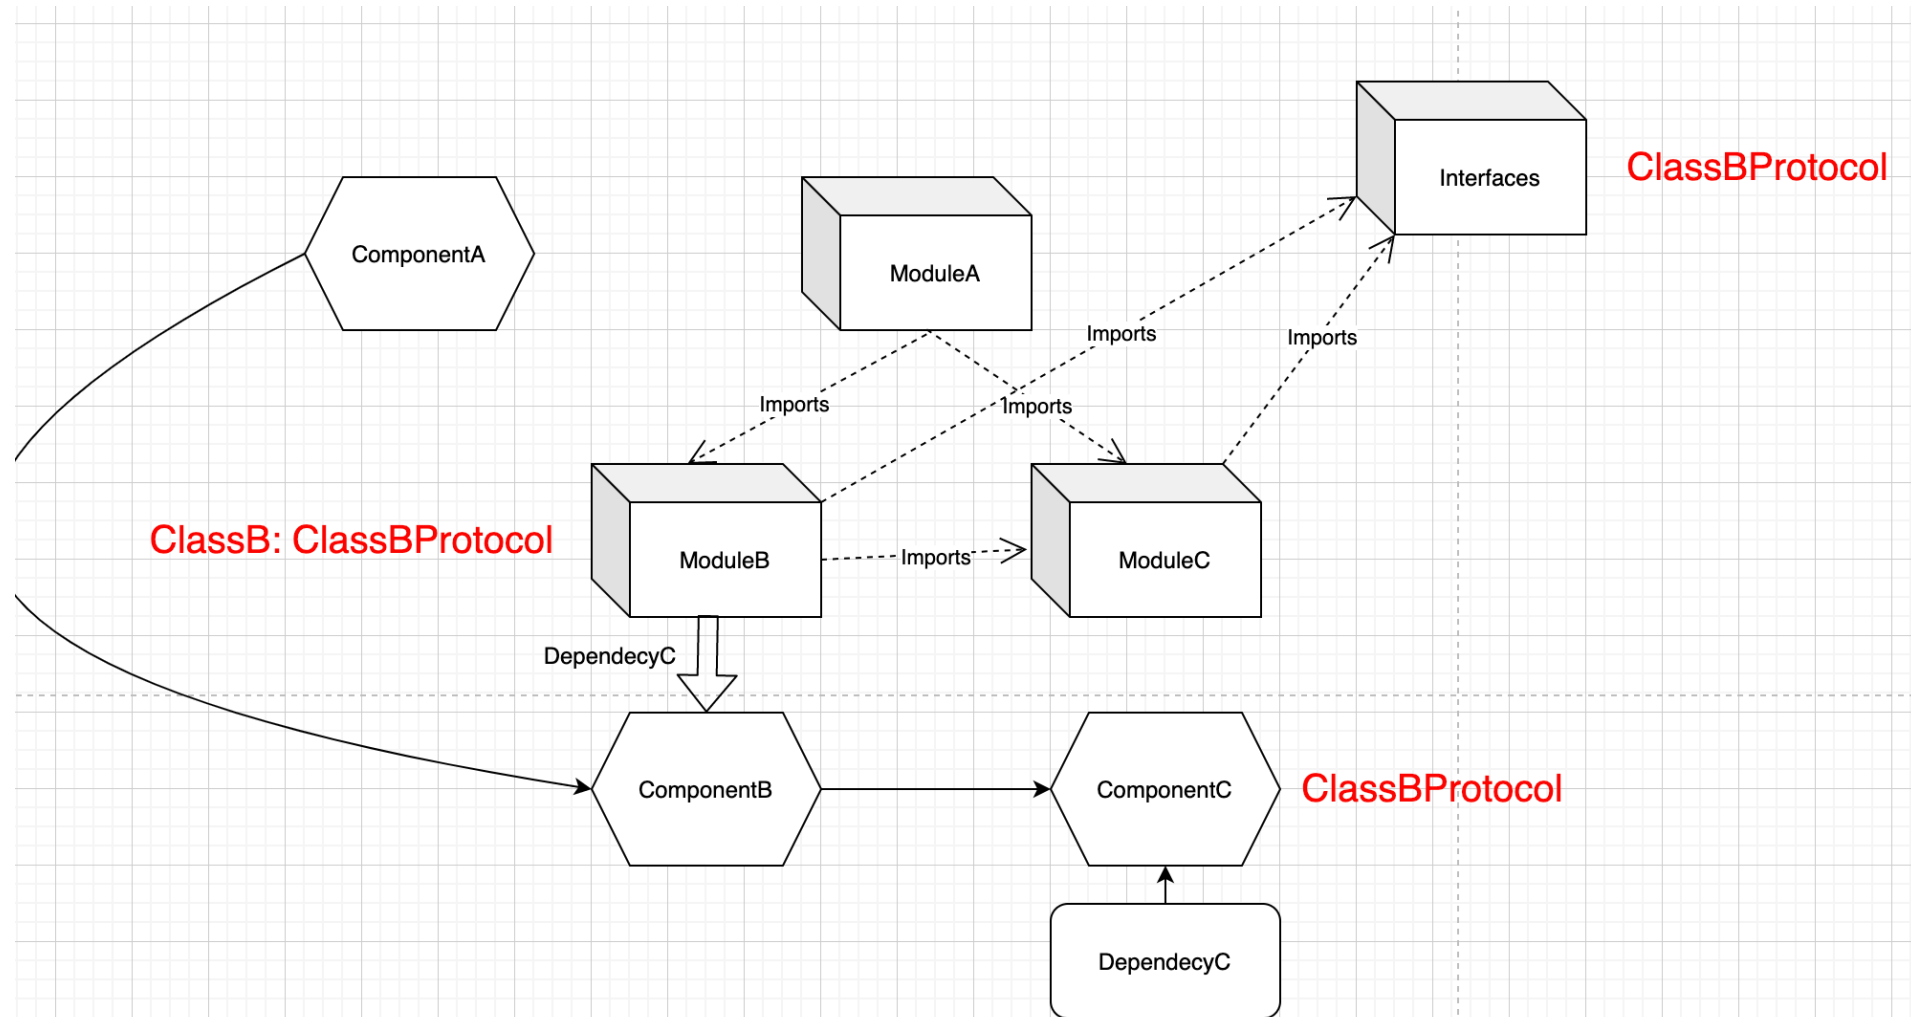 Interfaces
ClassBProtocol
ComponentA
ModuleA
Imports
Imports
Imports
Imports
ClassB: ClassBProtocol
ModuleB
Imports
ModuleC
DependecyC
ComponentB
ComponentC
ClassBProtocol
DependecyC